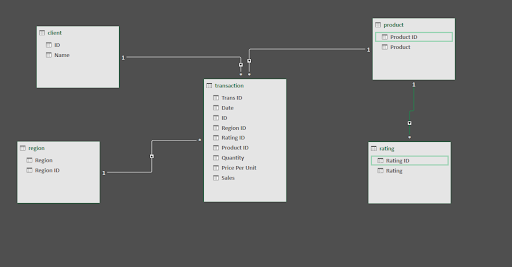 client
ID
Name
1
product
Product ID
Product
1
1
*
*
transaction
Trans ID
Date
ID
Region ID
Rating ID
Product ID
Quantity
Price Per Unit
Sales
region
Region
Region ID
1
*
*
rating
Rating ID
Rating